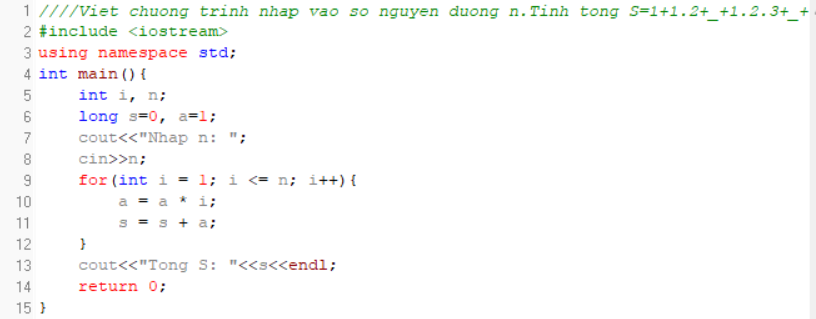 1 ////Viet chuong trinh nhap vao so nguyen duong n.Tinh tong S=1+1.2+_+1.2.3+_+
2 #include <iostream>
3 using namespace std;
4 int main(){
5 int i, n;
6 long s=0, a=1;
7 cout<<"Nhap n: ";
8 cin>>n;
9 for(int i = 1; i <= n; i++){
10 a = a * i;
11 s = s + a;
12 }
13 cout<<"Tong S: "<<s<<endl;
14 return 0;
15 }